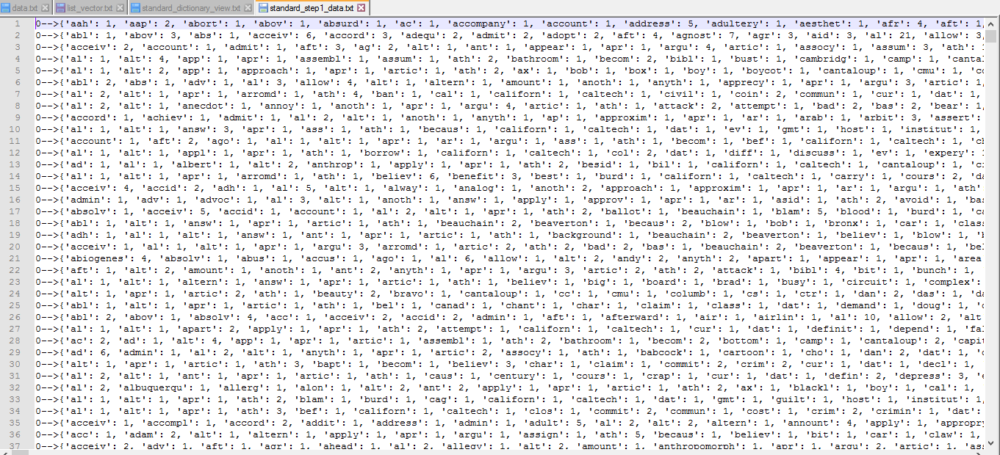 data.txt list_vector.txt standard_dictionary_view.txt standard_step1_data.txt
1 0-->{'aah': 1, 'aap': 2, 'abort': 1, 'abov': 1, 'absurd': 1, 'ac': 1, 'accompany': 1, 'account': 1, 'address': 5, 'adultery': 1, 'aesthet': 1, 'afr': 4, 'aft': 1,
2 0-->{'abl': 1, 'abov': 3, 'abs': 1, 'acceiv': 6, 'accord': 3, 'adequ': 2, 'admit': 2, 'adopt': 2, 'aft': 4, 'agnost': 7, 'agr': 3, 'aid': 3, 'al': 21, 'allow': 3,
3 0-->{'acceiv': 2, 'account': 1, 'admit': 1, 'aft': 3, 'ag': 2, 'alt': 1, 'ant': 1, 'appear': 1, 'apr': 1, 'argu': 4, 'artic': 1, 'assocy': 1, 'assum': 3, 'ath':
4 0-->{'al': 1, 'alt': 4, 'app': 1, 'apr': 1, 'assembl': 1, 'assum': 1, 'ath': 2, 'bathroom': 1, 'becom': 2, 'bibl': 1, 'bust': 1, 'cambridg': 1, 'camp': 1, 'canta
5 0-->{'al': 1, 'alt': 2, 'app': 1, 'approach': 1, 'apr': 1, 'artic': 1, 'ath': 2, 'ax': 1, 'bob': 1, 'box': 1, 'boy': 1, 'boycot': 1, 'cantaloup': 1, 'cmu': 1,
6 0-->{'abl': 2, 'abs': 1, 'adv': 1, 'al': 3, 'allow': 4, 'alt': 1, 'altern': 1, 'amount': 1, 'anoth': 1, 'anyth': 1, 'apprecy': 1, 'apr': 1, 'argu': 3, 'artic':
7 0-->{'al': 2, 'alt': 1, 'apr': 1, 'arromd': 1, 'ath': 4, 'ban': 1, 'cal': 1, 'californ': 1, 'caltech': 1, 'civil': 1, 'coin': 2, 'commun': 1, 'cur': 1, 'dat': 1,
8 0-->{'al': 2, 'alt': 1, 'anecdot': 1, 'annoy': 1, 'anoth': 1, 'apr': 1, 'argu': 4, 'artic': 1, 'ath': 1, 'attack': 2, 'attempt': 1, 'bad': 2, 'bas': 2, 'bear': 1,
9 0-->{'accord': 1, 'achiev': 1, 'admit': 1, 'al': 2, 'alt': 1, 'anoth': 1, 'anyth': 1, 'ap': 1, 'approxim': 1, 'apr': 1, 'ar': 1, 'arab': 1, 'arbit': 3, 'assert':
10 0-->{'al': 1, 'alt': 1, 'answ': 3, 'apr': 1, 'ass': 1, 'ath': 1, 'becaus': 1, 'californ': 1, 'caltech': 1, 'dat': 1, 'ev': 1, 'gmt': 1, 'host': 1, 'institut': 1,
11 0-->{'account': 1, 'aft': 2, 'ago': 1, 'al': 1, 'alt': 1, 'apr': 1, 'ar': 1, 'argu': 1, 'ass': 1, 'ath': 1, 'becom': 1, 'bef': 1, 'californ': 1, 'caltech': 1,
12 0-->{'al': 1, 'alt': 1, 'appl': 1, 'apr': 1, 'ath': 1, 'borrow': 1, 'californ': 1, 'caltech': 1, 'col': 2, 'dat': 1, 'diff': 1, 'discuss': 1, 'ev': 1, 'expery':
13 0-->{'ad': 1, 'al': 1, 'albert': 1, 'alt': 2, 'anthrop': 1, 'apply': 1, 'apr': 1, 'ath': 2, 'besid': 1, 'bil': 1, 'californ': 1, 'caltech': 1, 'cantaloup': 1,
14 0-->{'al': 1, 'alt': 1, 'apr': 1, 'arromd': 1, 'ath': 1, 'believ': 6, 'benefit': 3, 'best': 1, 'burd': 1, 'californ': 1, 'caltech': 1, 'carry': 1, 'cours': 2,
15 0-->{'acceiv': 4, 'accid': 2, 'adh': 1, 'al': 5, 'alt': 1, 'alway': 1, 'analog': 1, 'anoth': 2, 'approach': 1, 'approxim': 1, 'apr': 1, 'ar': 1, 'argu': 1, 'ath'
16 0-->{'admin': 1, 'adv': 1, 'advoc': 1, 'al': 3, 'alt': 1, 'anoth': 1, 'answ': 1, 'apply': 1, 'approv': 1, 'apr': 1, 'ar': 1, 'asid': 1, 'ath': 2, 'avoid': 1, 'bas
17 0-->{'absolv': 1, 'acceiv': 5, 'accid': 1, 'account': 1, 'al': 2, 'alt': 1, 'apr': 1, 'ath': 2, 'ballot': 1, 'beauchain': 1, 'blam': 5, 'blood': 1, 'burd': 1,
18 0-->{'abl': 1, 'alt': 1, 'answ': 1, 'apr': 1, 'artic': 1, 'ath': 1, 'beauchain': 2, 'beaverton': 1, 'becaus': 2, 'blow': 1, 'bob': 1, 'bronx': 1, 'car': 1, 'clas
19 0-->{'adh': 1, 'al': 1, 'alt': 1, 'answ': 1, 'ant': 1, 'apr': 1, 'artic': 1, 'ath': 1, 'background': 1, 'beauchain': 2, 'beaverton': 1, 'believ': 1, 'blow': 1,
20 0-->{'acceiv': 1, 'al': 1, 'alt': 1, 'apr': 1, 'argu': 3, 'arromd': 1, 'artic': 2, 'ath': 2, 'bad': 2, 'bas': 1, 'beauchain': 2, 'beaverton': 1, 'becaus': 1, 'bel
21 0-->{'abiogenes': 4, 'absolv': 1, 'abus': 1, 'accus': 1, 'ago': 1, 'al': 6, 'allow': 1, 'alt': 2, 'andy': 2, 'anyth': 2, 'apart': 1, 'appear': 1, 'apr': 1, 'area
22 0-->{'aft': 1, 'alt': 2, 'amount': 1, 'anoth': 1, 'ant': 2, 'anyth': 1, 'apr': 1, 'argu': 3, 'artic': 2, 'ath': 2, 'attack': 1, 'bibl': 4, 'bit': 1, 'bunch': 1,
23 0-->{'al': 1, 'alt': 1, 'altern': 1, 'answ': 1, 'apr': 1, 'artic': 1, 'ath': 1, 'believ': 1, 'big': 1, 'board': 1, 'brad': 1, 'busy': 1, 'circuit': 1, 'complex':
24 0-->{'alt': 1, 'apr': 1, 'artic': 2, 'ath': 1, 'beauty': 2, 'bravo': 1, 'cantaloup': 1, 'cc': 1, 'cmu': 1, 'columb': 1, 'cs': 1, 'ctr': 1, 'dan': 2, 'das': 1,
25 0-->{'abl': 1, 'alt': 1, 'apr': 1, 'artic': 1, 'ath': 1, 'bel': 1, 'canad': 1, 'chant': 1, 'char': 1, 'claim': 1, 'class': 1, 'dat': 1, 'demand': 1, 'doug': 1,
26 0-->{'abl': 2, 'abov': 1, 'absolv': 4, 'acc': 1, 'acceiv': 2, 'accid': 2, 'admin': 1, 'aft': 1, 'afterward': 1, 'air': 1, 'airlin': 1, 'al': 10, 'allow': 2, 'alt
27 0-->{'al': 1, 'alt': 1, 'apart': 2, 'apply': 1, 'apr': 1, 'ath': 2, 'attempt': 1, 'californ': 1, 'caltech': 1, 'cur': 1, 'dat': 1, 'definit': 1, 'depend': 1, 'fal
28 0-->{'ac': 2, 'ad': 1, 'alt': 4, 'app': 1, 'apr': 1, 'artic': 1, 'assembl': 1, 'ath': 2, 'bathroom': 1, 'becom': 2, 'bottom': 1, 'camp': 1, 'cantaloup': 2, 'capit
29 0-->{'ad': 6, 'admin': 1, 'al': 2, 'alt': 1, 'anyth': 1, 'apr': 1, 'artic': 2, 'assocy': 1, 'ath': 1, 'babcock': 1, 'cartoon': 1, 'cho': 1, 'dan': 2, 'dat': 1,
30 0-->{'alt': 1, 'apr': 1, 'artic': 1, 'ath': 3, 'bapt': 1, 'becom': 1, 'believ': 3, 'char': 1, 'claim': 1, 'commit': 2, 'crim': 2, 'cur': 1, 'dat': 1, 'decl': 1,
31 0-->{'al': 2, 'alt': 1, 'ant': 1, 'apr': 1, 'artic': 1, 'ath': 1, 'caus': 1, 'century': 1, 'cours': 1, 'crap': 1, 'cur': 1, 'dat': 1, 'defin': 2, 'depress': 3,
32 0-->{'al': 2, 'albuquerqu': 1, 'allerg': 1, 'alon': 1, 'alt': 2, 'ant': 2, 'apply': 1, 'apr': 1, 'artic': 1, 'ath': 2, 'ax': 1, 'blackl': 1, 'boy': 1, 'cal': 1,
33 0-->{'al': 1, 'alt': 1, 'apr': 1, 'ath': 2, 'blam': 1, 'burd': 1, 'cag': 1, 'californ': 1, 'caltech': 1, 'dat': 1, 'gmt': 1, 'guilt': 1, 'host': 1, 'institut': 1,
34 0-->{'al': 1, 'alt': 1, 'apr': 1, 'ath': 3, 'bef': 1, 'californ': 1, 'caltech': 1, 'clos': 1, 'commit': 2, 'commun': 1, 'cost': 1, 'crim': 2, 'crimin': 1, 'dat':
35 0-->{'acceiv': 1, 'accompl': 1, 'accord': 2, 'addit': 1, 'address': 1, 'admin': 1, 'adult': 5, 'al': 2, 'alt': 2, 'altern': 1, 'annount': 4, 'apply': 1, 'appropry
36 0-->{'acc': 1, 'adam': 2, 'alt': 1, 'altern': 1, 'apply': 1, 'apr': 1, 'argu': 1, 'assign': 1, 'ath': 5, 'becaus': 1, 'believ': 1, 'bit': 1, 'car': 1, 'claw': 1,
37 0-->{'acceiv': 2, 'adv': 1, 'aft': 1, 'agr': 1, 'ahead': 1, 'al': 2, 'allegy': 1, 'alt': 2, 'amount': 1, 'anthropomorph': 1, 'apr': 1, 'argu': 2, 'artic': 1, 'ass